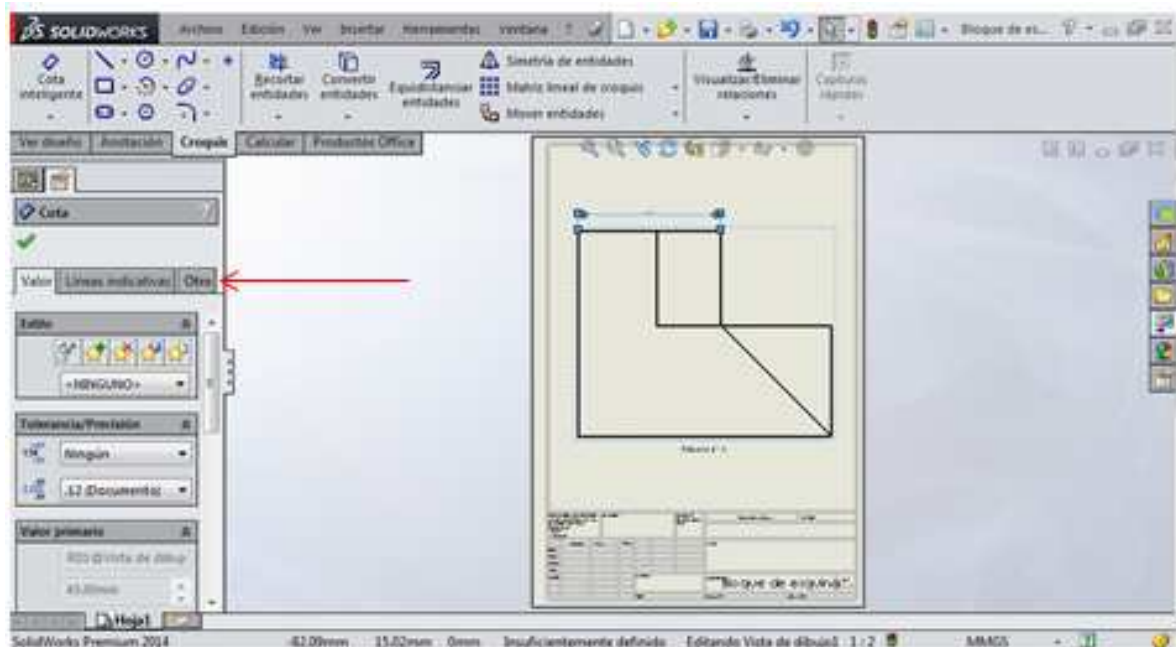 SOLIDWORKS Archivo Edición Ver Insertar Herramientas Ventana ? Bloque de es...
Cota inteligente
Recortar entidades
Convertir entidades
Equidistanciar entidades
Simetría de entidades
Matriz lineal de croquis
Mover entidades
Visualizar/Eliminar relaciones
Capturas rápidas
Ver diseño Anotación Croquis Calcular Productos Office
Cota ?
Valor Líneas indicativas Otro
Estilo
<NINGUNO>
Tolerancia/Precisión
Ningún
.12 (Documento)
Valor primario
Bloque de esquina
Hoja1
SolidWorks Premium 2014 -82.09mm 15.02mm 0mm Insuficientemente definido Editando Vista de dibujo1 1 : 2 MMGS